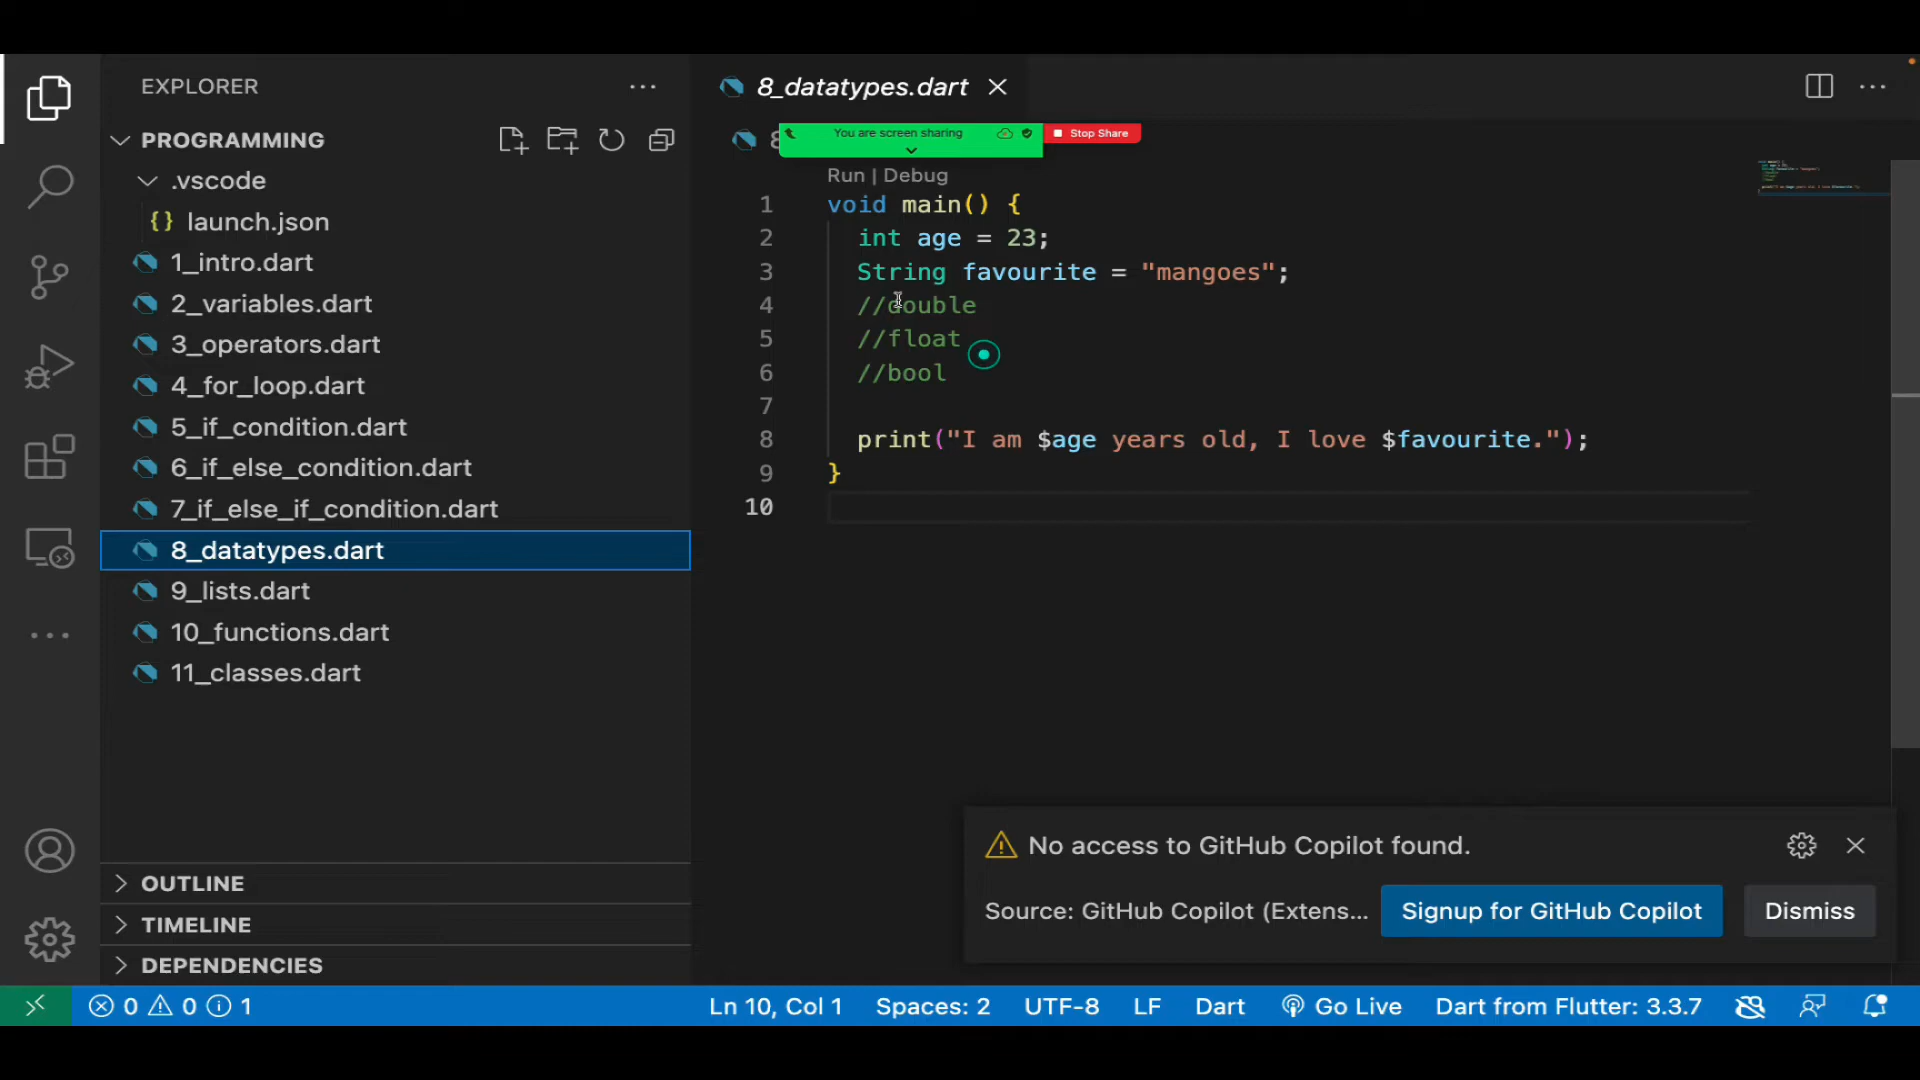 EXPLORER
8_datatypes.dart
PROGRAMMING
You are screen sharing
Stop Share
8
.vscode
launch.json
1_intro.dart
2_variables.dart
3_operators.dart
4_for_loop.dart
5_if_condition.dart
6_if_else_condition.dart
7_if_else_if_condition.dart
8_datatypes.dart
9_lists.dart
10_functions.dart
11_classes.dart
OUTLINE
TIMELINE
DEPENDENCIES
Run | Debug
1 void main() {
2 int age = 23;
3 String favourite = "mangoes";
4 //double
5 //float
6 //bool
7
8 print("I am $age years old, I love $favourite.");
9 }
10
No access to GitHub Copilot found.
Source: GitHub Copilot (Extens...
Signup for GitHub Copilot
Dismiss
0 0 1
Ln 10, Col 1 Spaces: 2 UTF-8 LF Dart Go Live Dart from Flutter: 3.3.7